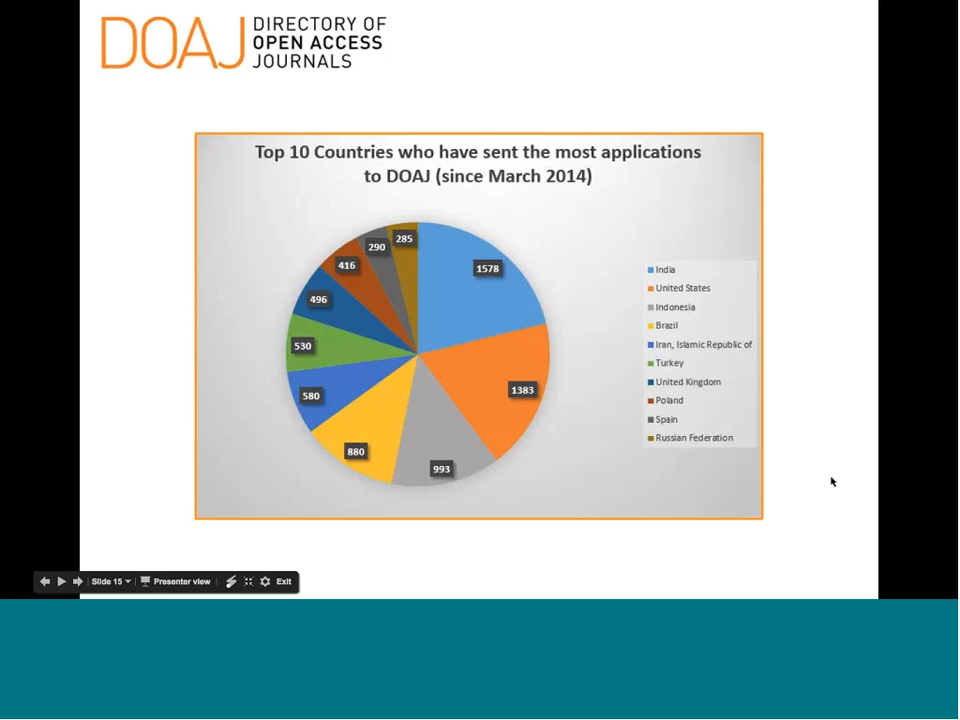 DOAJ
DIRECTORY OF
OPEN ACCESS
JOURNALS
Top 10 Countries who have sent the most applications
to DOAJ (since March 2014)
285
290
416
1578
496
530
580
1383
880
993
India
United States
Indonesia
Brazil
Iran, Islamic Republic of
Turkey
United Kingdom
Poland
Spain
Russian Federation
Slide 15
Presenter view
Exit